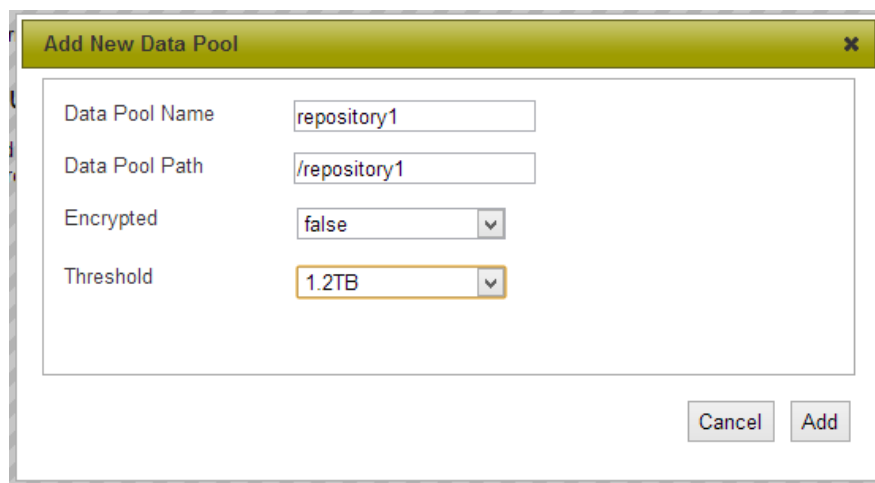 Add New Data Pool
Data Pool Name repository1
Data Pool Path /repository1
Encrypted false
Threshold 1.2TB
Cancel Add